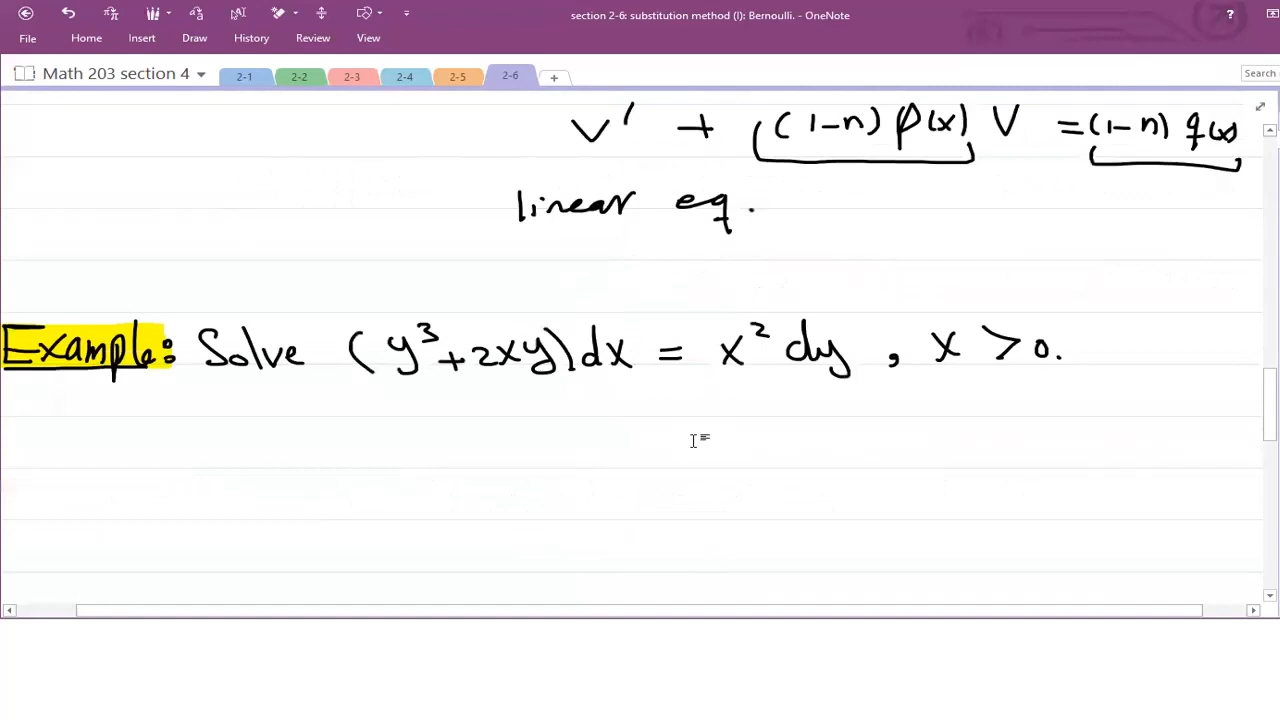 section 2-6: substitution method (I): Bernoulli. - OneNote
?
File Home Insert Draw History Review View
Math 203 section 4
2-1 2-2 2-3 2-4 2-5 2-6 +
Search
v' + (1-n) p(x) v = (1-n) q(x)
linear eq.
Example: Solve (y³+2xy)dx = x² dy, x > 0.